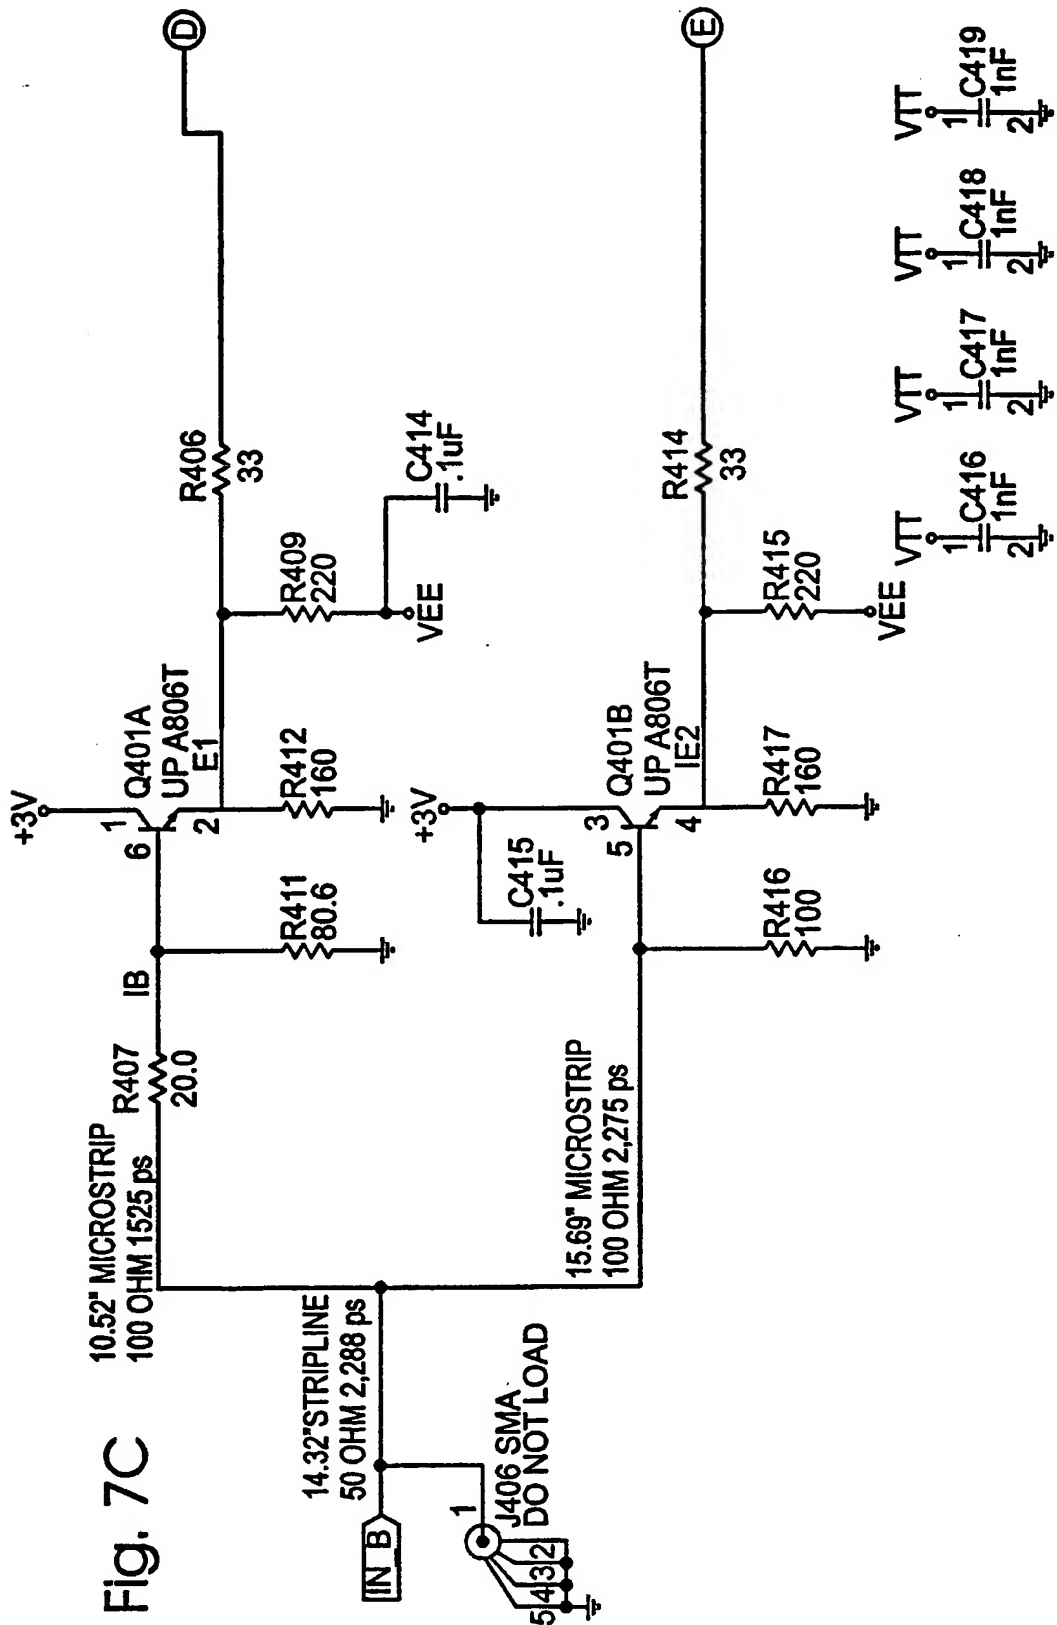 Fig. 7C
10.52" MICROSTRIP
100 OHM 1525 ps
R407
20.0
IB
R411
80.6
+3V
1
6
2
Q401A
UPA806T
E1
R412
160
R409
220
VEE
C414
.1uF
R406
33
D
14.32" STRIPLINE
50 OHM 2,288 ps
IN B
1
J406 SMA
DO NOT LOAD
5 4 3 2
15.69" MICROSTRIP
100 OHM 2,275 ps
R416
100
+3V
C415
.1uF
3
5
4
Q401B
UPA806T
IE2
R417
160
R415
220
VEE
R414
33
E
VTT
1
C416
1nF
2
VTT
1
C417
1nF
2
VTT
1
C418
1nF
2
VTT
1
C419
1nF
2